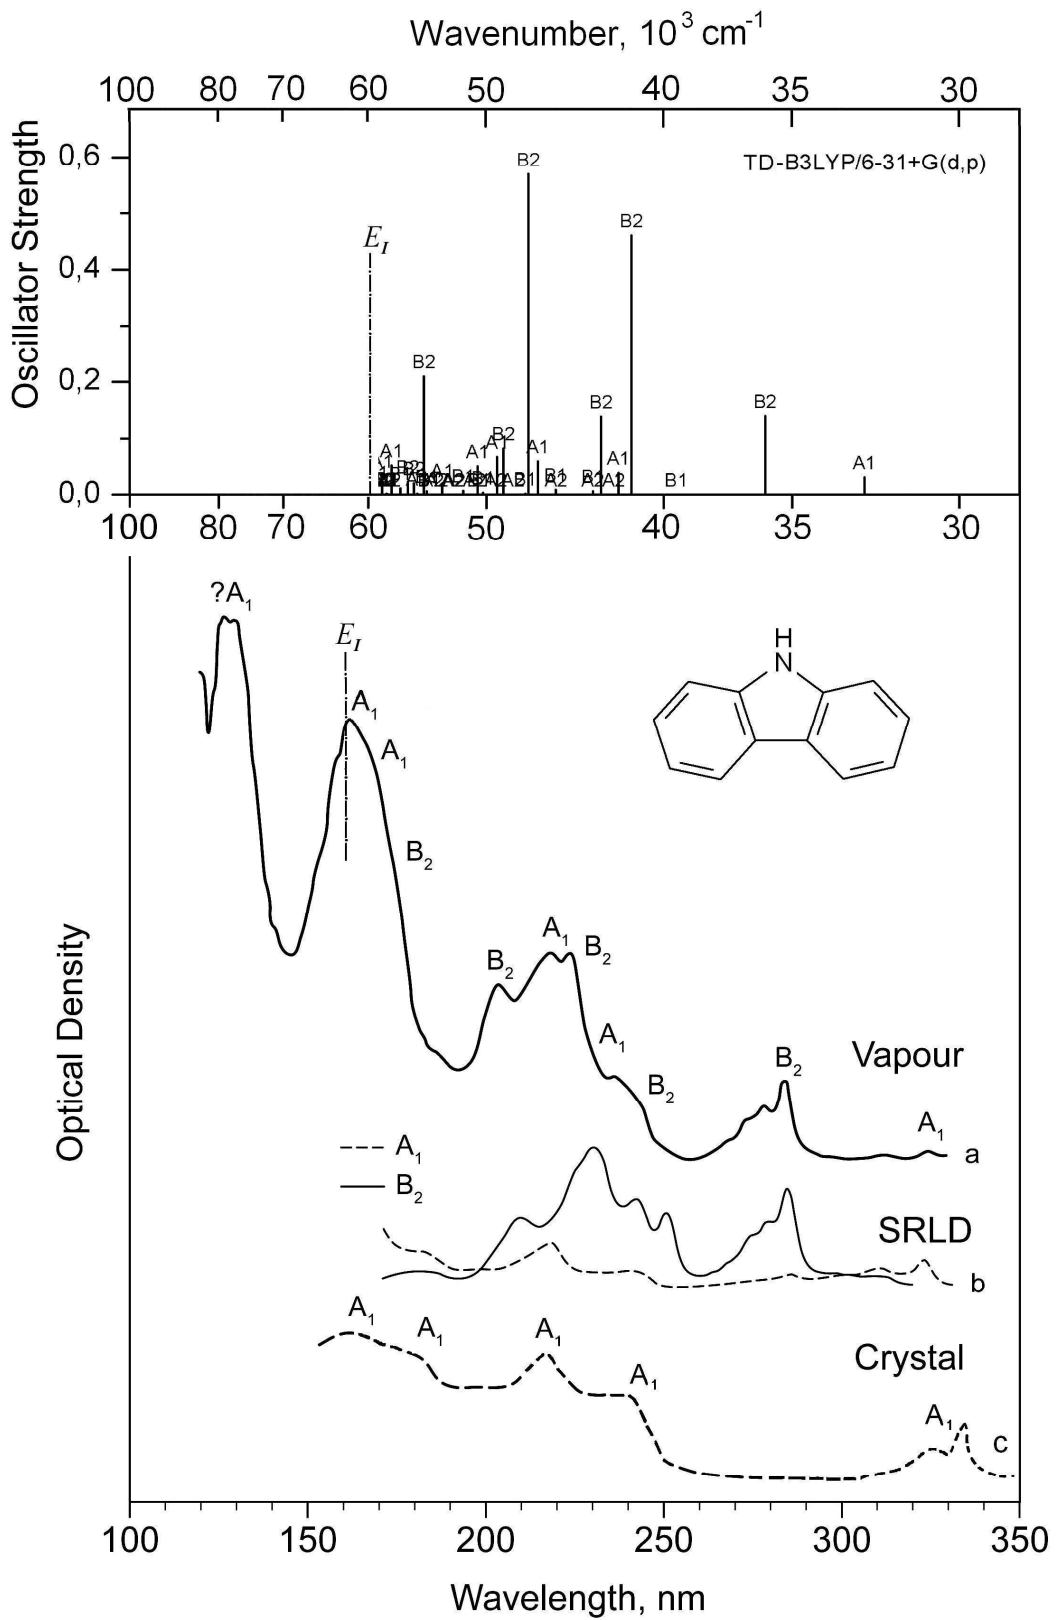 Wavenumber, 10³ cm⁻¹
100 80 70 60 50 40 35 30
Oscillator Strength
0,6
0,4
0,2
0,0
TD-B3LYP/6-31+G(d,p)
B2
B2
E_I
B2
B2
B2
A1
B2
A1
A1
A1
A1
A1
B1
100 80 70 60 50 40 35 30
?A₁
E_I
A₁
A₁
B₂
H
N
A₁
B₂
B₂
A₁
B₂
B₂
A₁
Vapour
a
Optical Density
A₁
B₂
SRLD
b
A₁
A₁
A₁
A₁
Crystal
A₁
c
100 150 200 250 300 350
Wavelength, nm